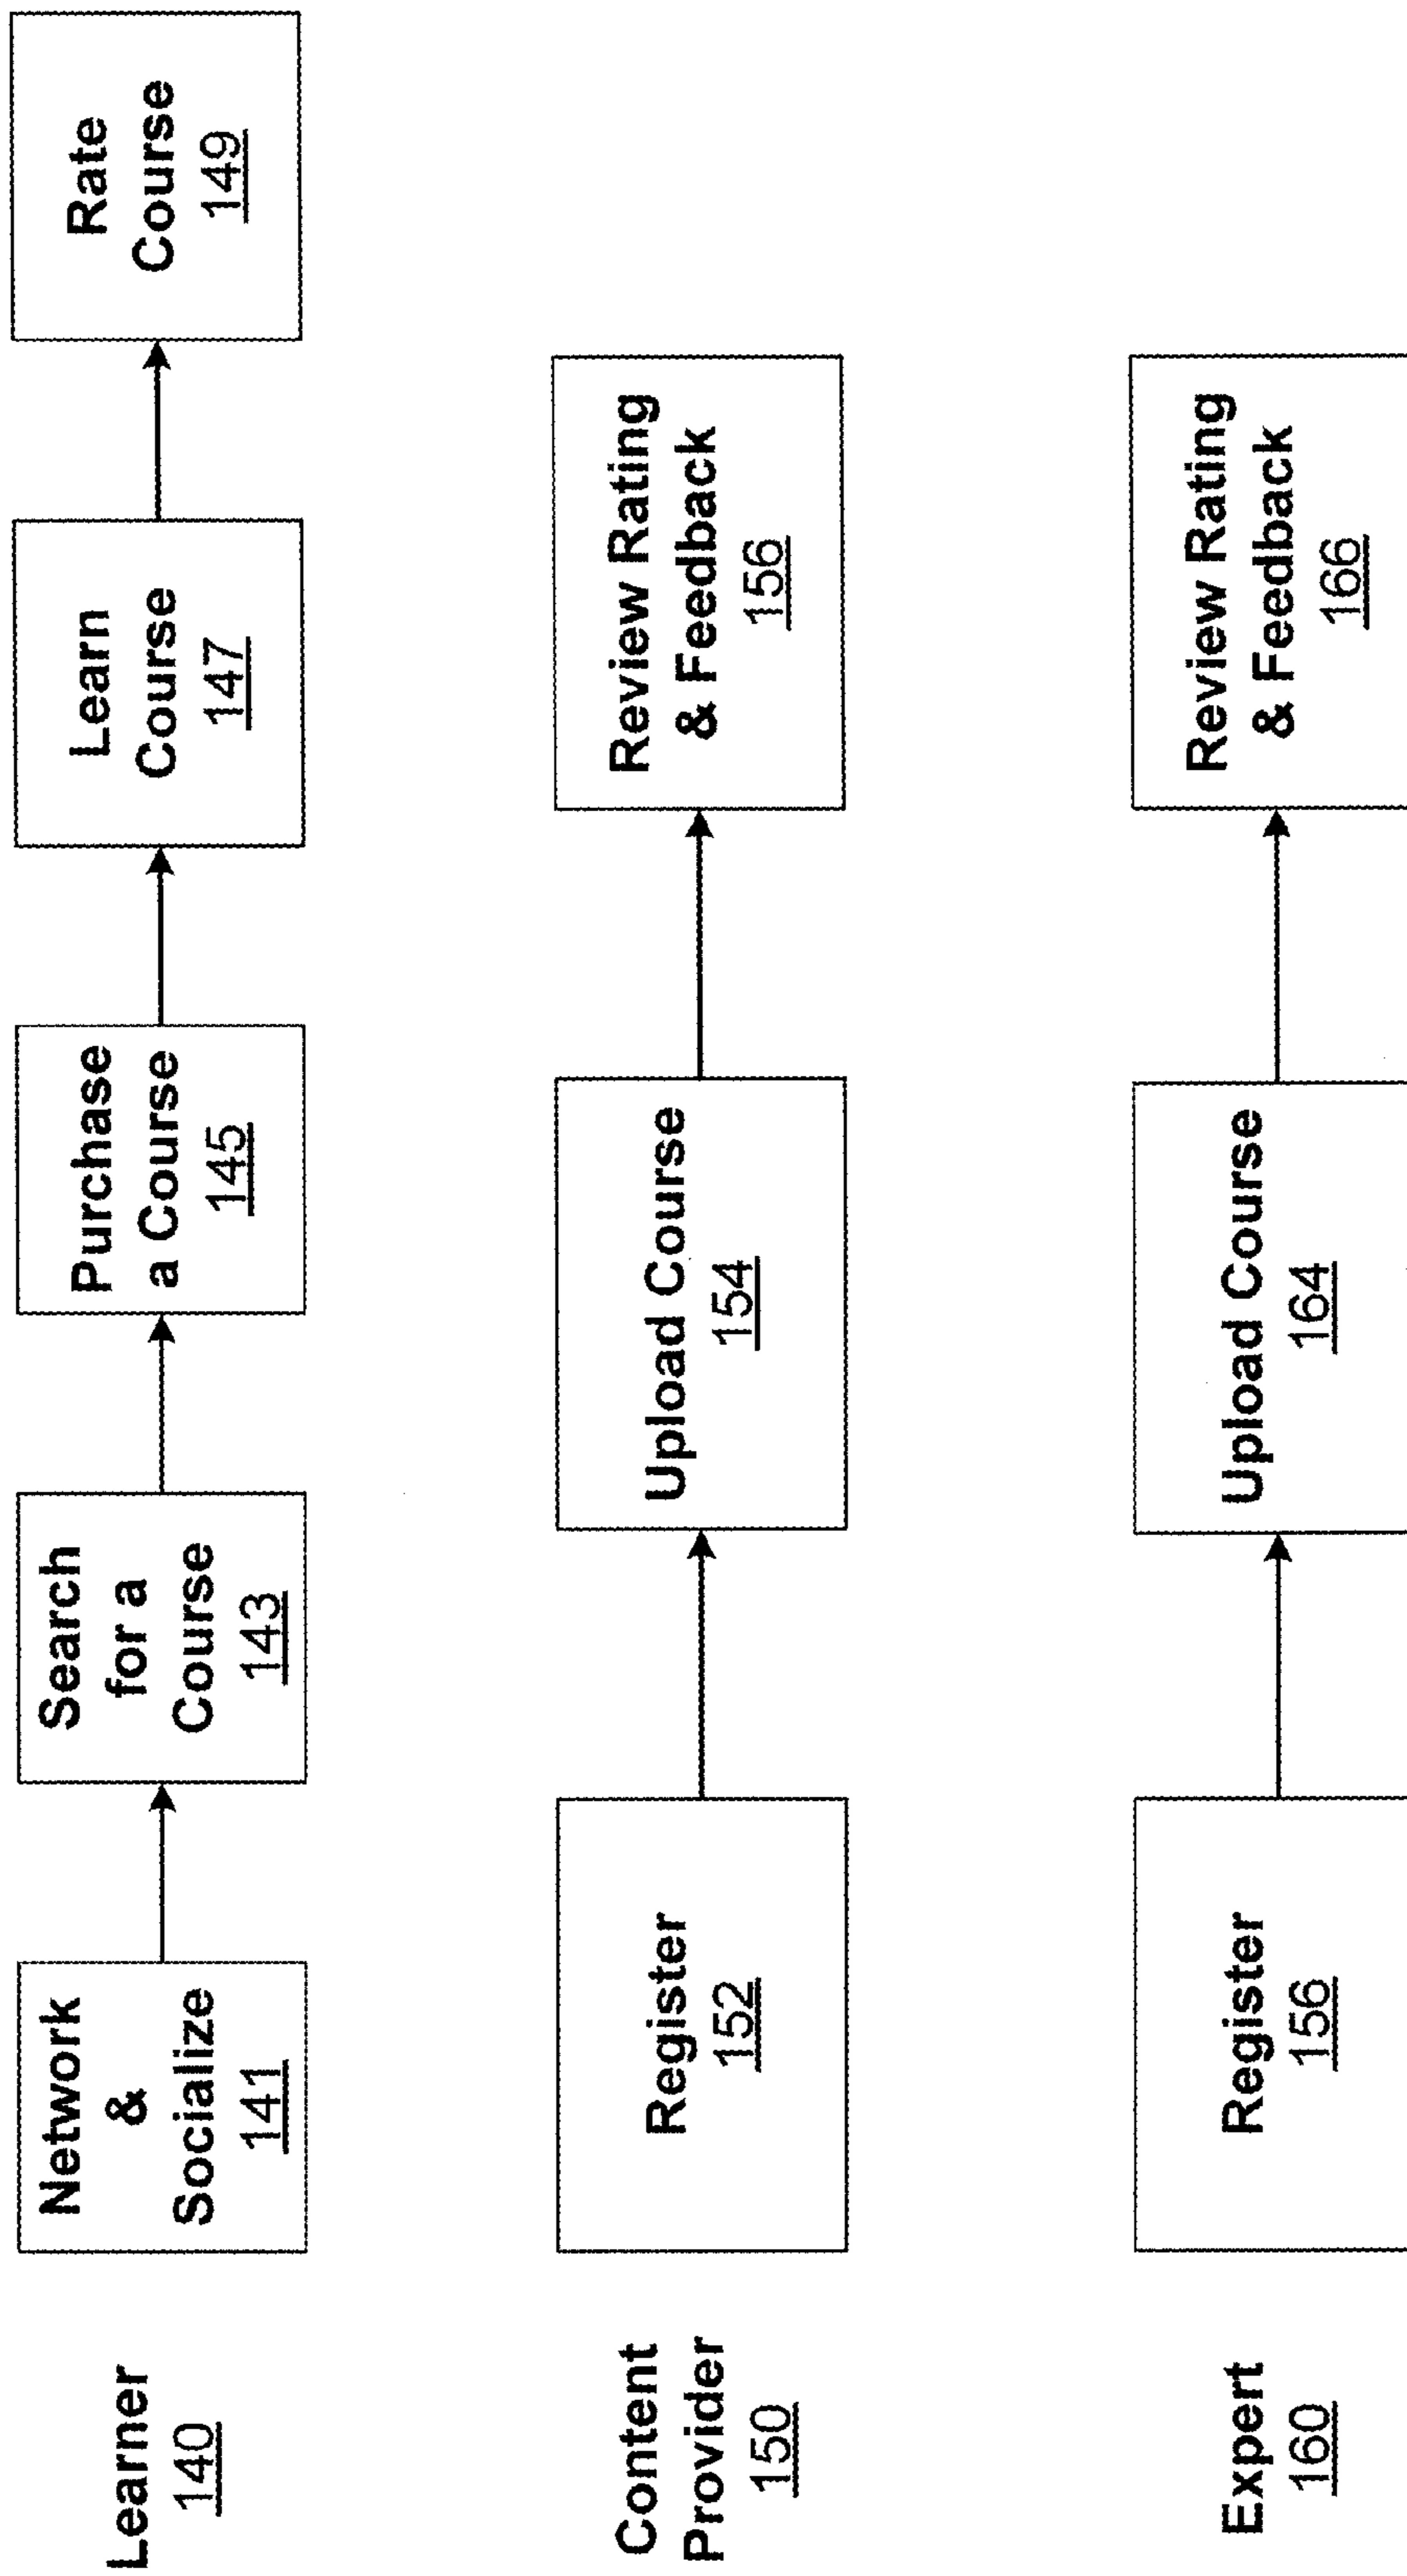 Learner
140
Network
&
Socialize
141
Search
for a
Course
143
Purchase
a Course
145
Learn
Course
147
Rate
Course
149
Content
Provider
150
Register
152
Upload Course
154
Review Rating
& Feedback
156
Expert
160
Register
156
Upload Course
164
Review Rating
& Feedback
166